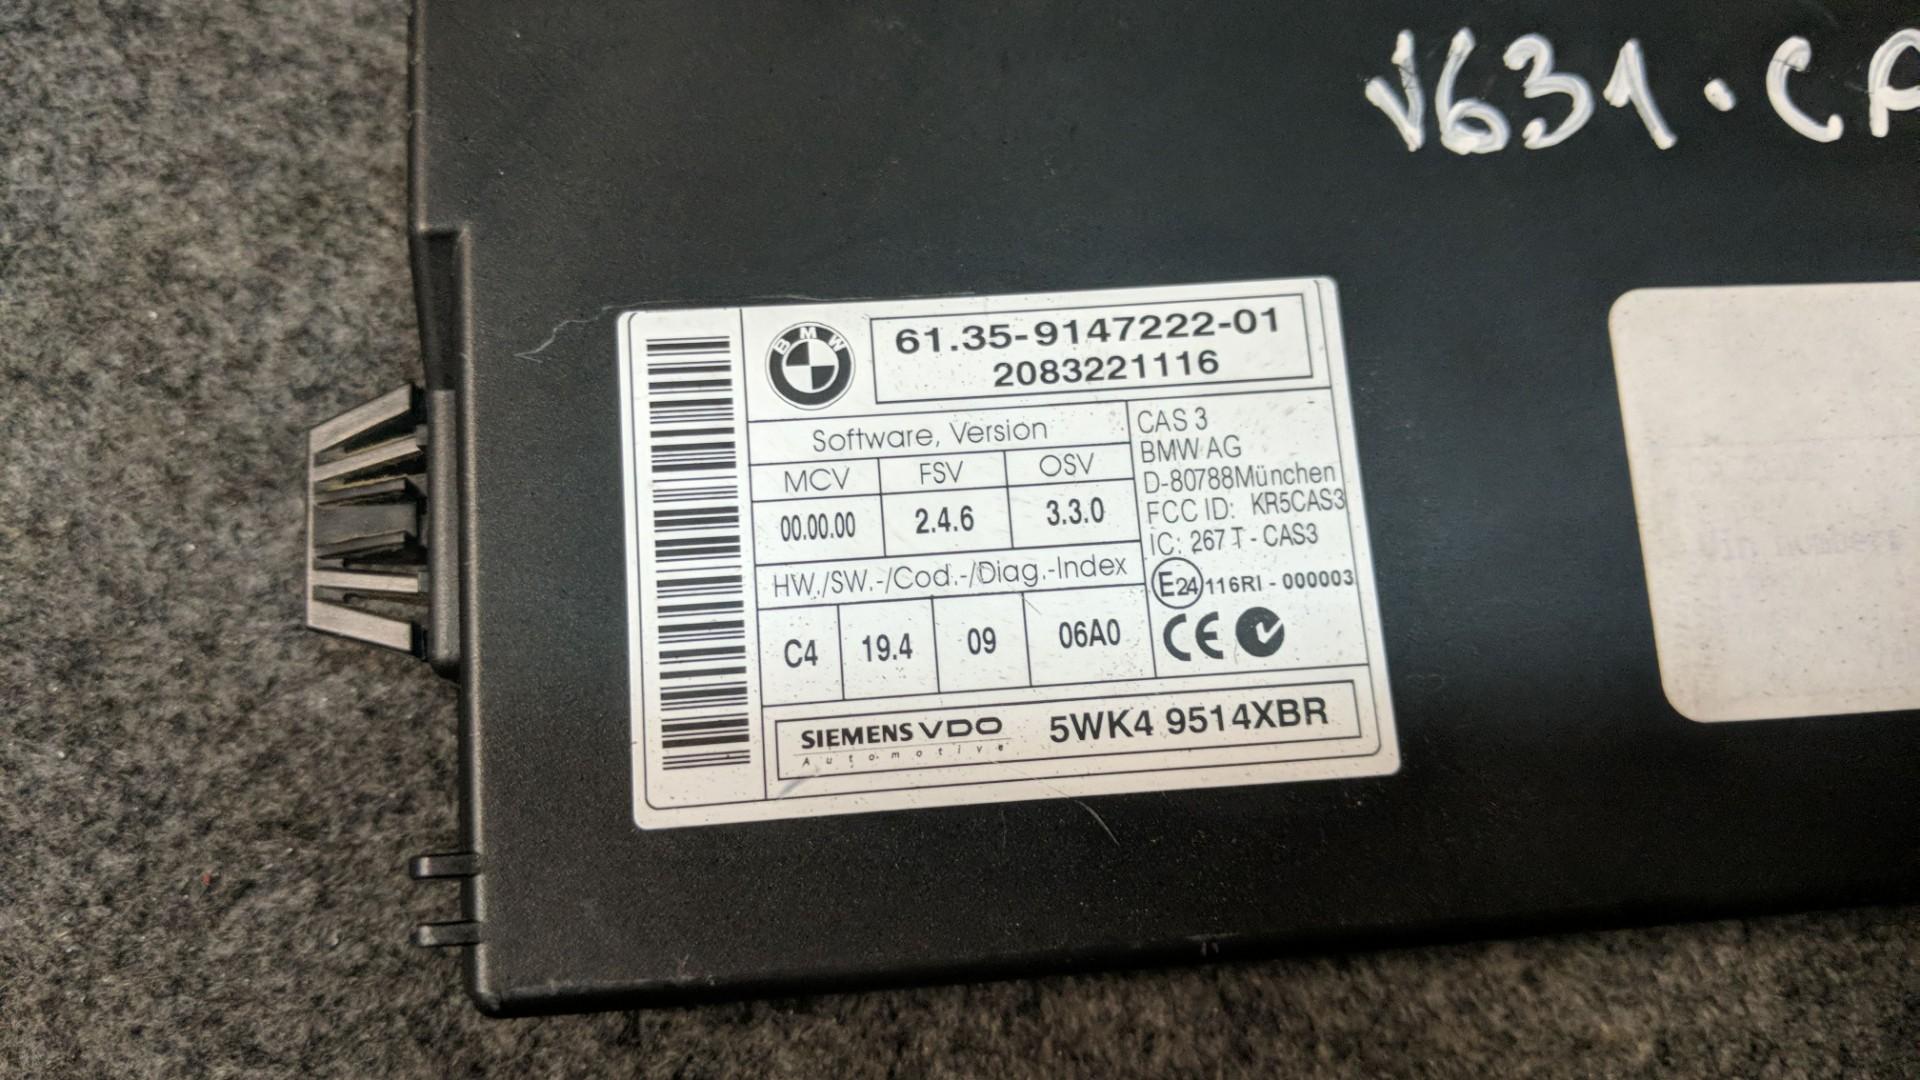 V631.CA
BMW
61.35-9147222-01
2083221116
Software, Version
MCV FSV OSV
00.00.00 2.4.6 3.3.0
HW./SW.-/Cod.-/Diag.-Index
C4 19.4 09 06A0
CAS 3
BMW AG
D-80788München
FCC ID: KR5CAS3
IC: 267 T - CAS3
E24 116RI - 000003
CE
SIEMENS VDO
Automotive
5WK4 9514XBR